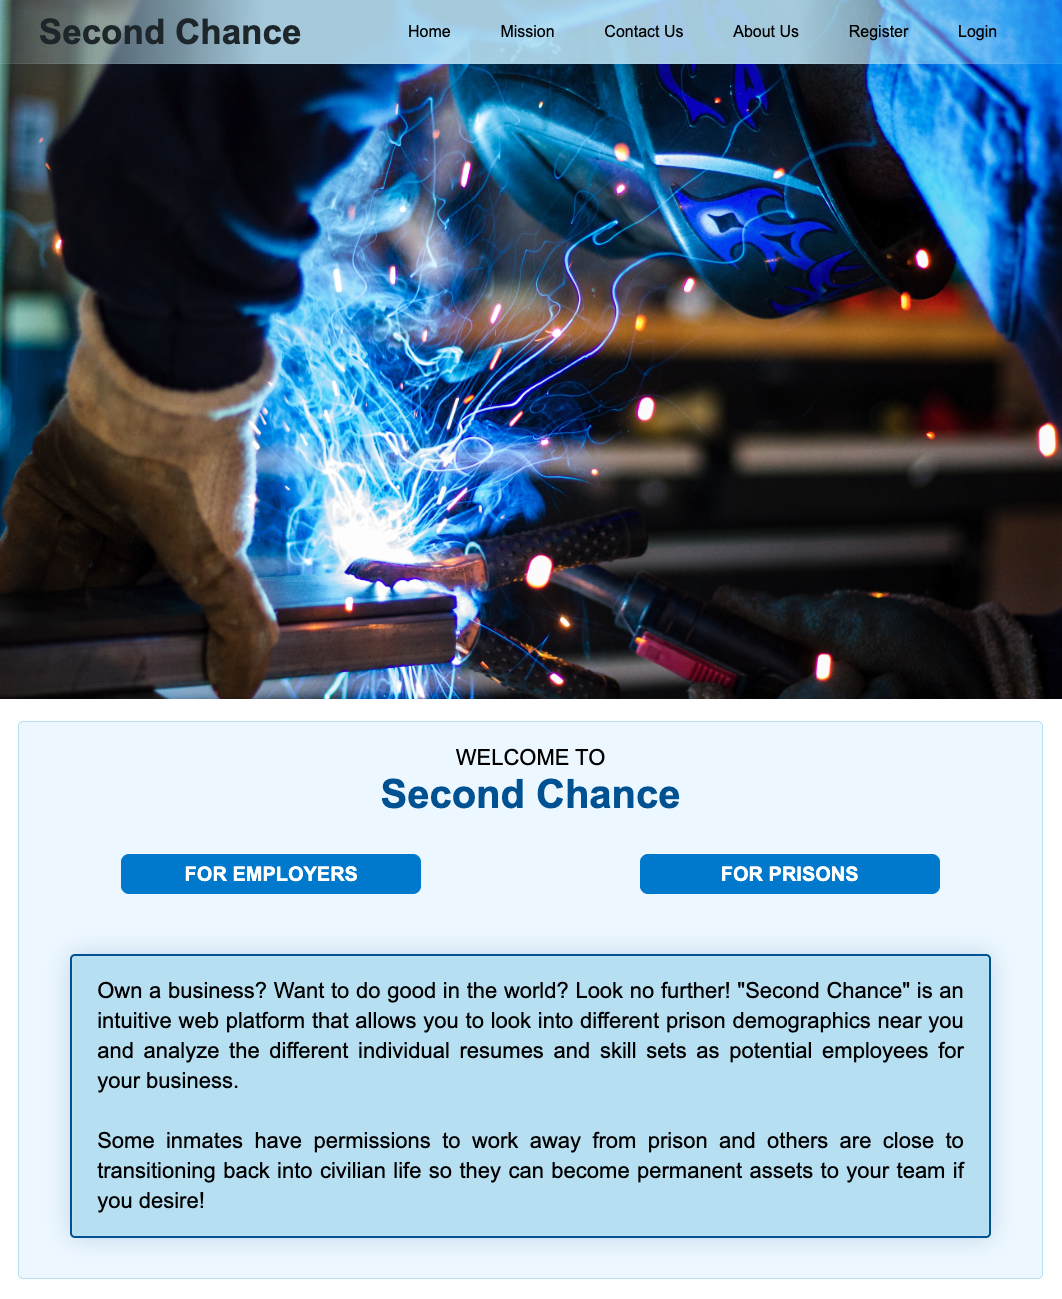 Second Chance
Home Mission Contact Us About Us Register Login
WELCOME TO
Second Chance
FOR EMPLOYERS FOR PRISONS
Own a business? Want to do good in the world? Look no further! "Second Chance" is an
intuitive web platform that allows you to look into different prison demographics near you
and analyze the different individual resumes and skill sets as potential employees for
your business.
Some inmates have permissions to work away from prison and others are close to
transitioning back into civilian life so they can become permanent assets to your team if
you desire!